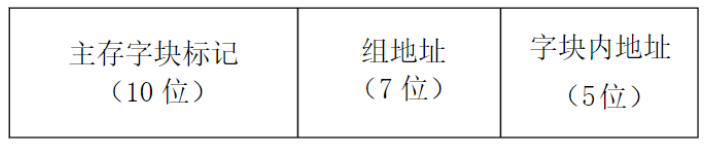 主存字块标记
（10 位）
组地址
（7 位）
字块内地址
（5位）